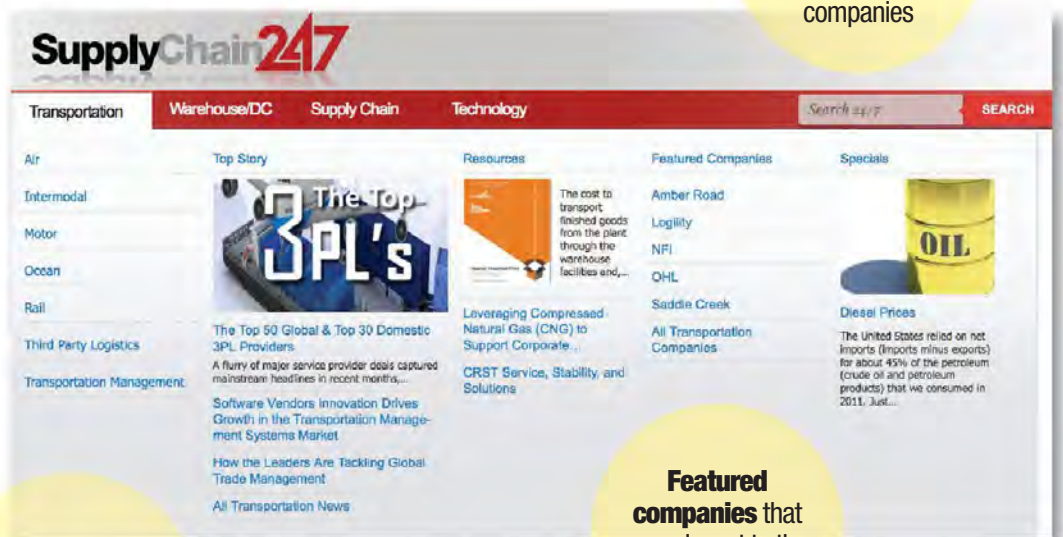 companies
SupplyChain247
Transportation
Warehouse/DC
Supply Chain
Technology
Search 24/7
SEARCH
Air
Intermodal
Motor
Ocean
Rail
Third Party Logistics
Transportation Management
Top Story
The Top
3PL's
The Top 50 Global & Top 30 Domestic
3PL Providers
A flurry of major service provider deals captured
mainstream headlines in recent months,...
Software Vendors Innovation Drives
Growth in the Transportation Manage-
ment Systems Market
How the Leaders Are Tackling Global
Trade Management
All Transportation News
Resources
The cost to
transport
finished goods
from the plant
through the
warehouse
facilities and,...
Leveraging Compressed
Natural Gas (CNG) to
Support Corporate...
CRST Service, Stability, and
Solutions
Featured Companies
Amber Road
Logility
NFI
OHL
Saddle Creek
All Transportation
Companies
Specials
OIL
Diesel Prices
The United States relied on net
imports (imports minus exports)
for about 45% of the petroleum
(crude oil and petroleum
products) that we consumed in
2011. Just...
Featured
companies that